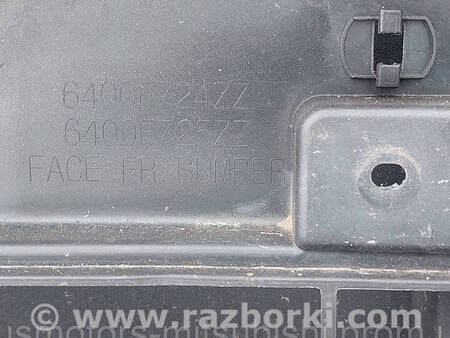 6400F724ZZ
6400F725ZZ
FACE FR BUMPER
© www.razborki.com